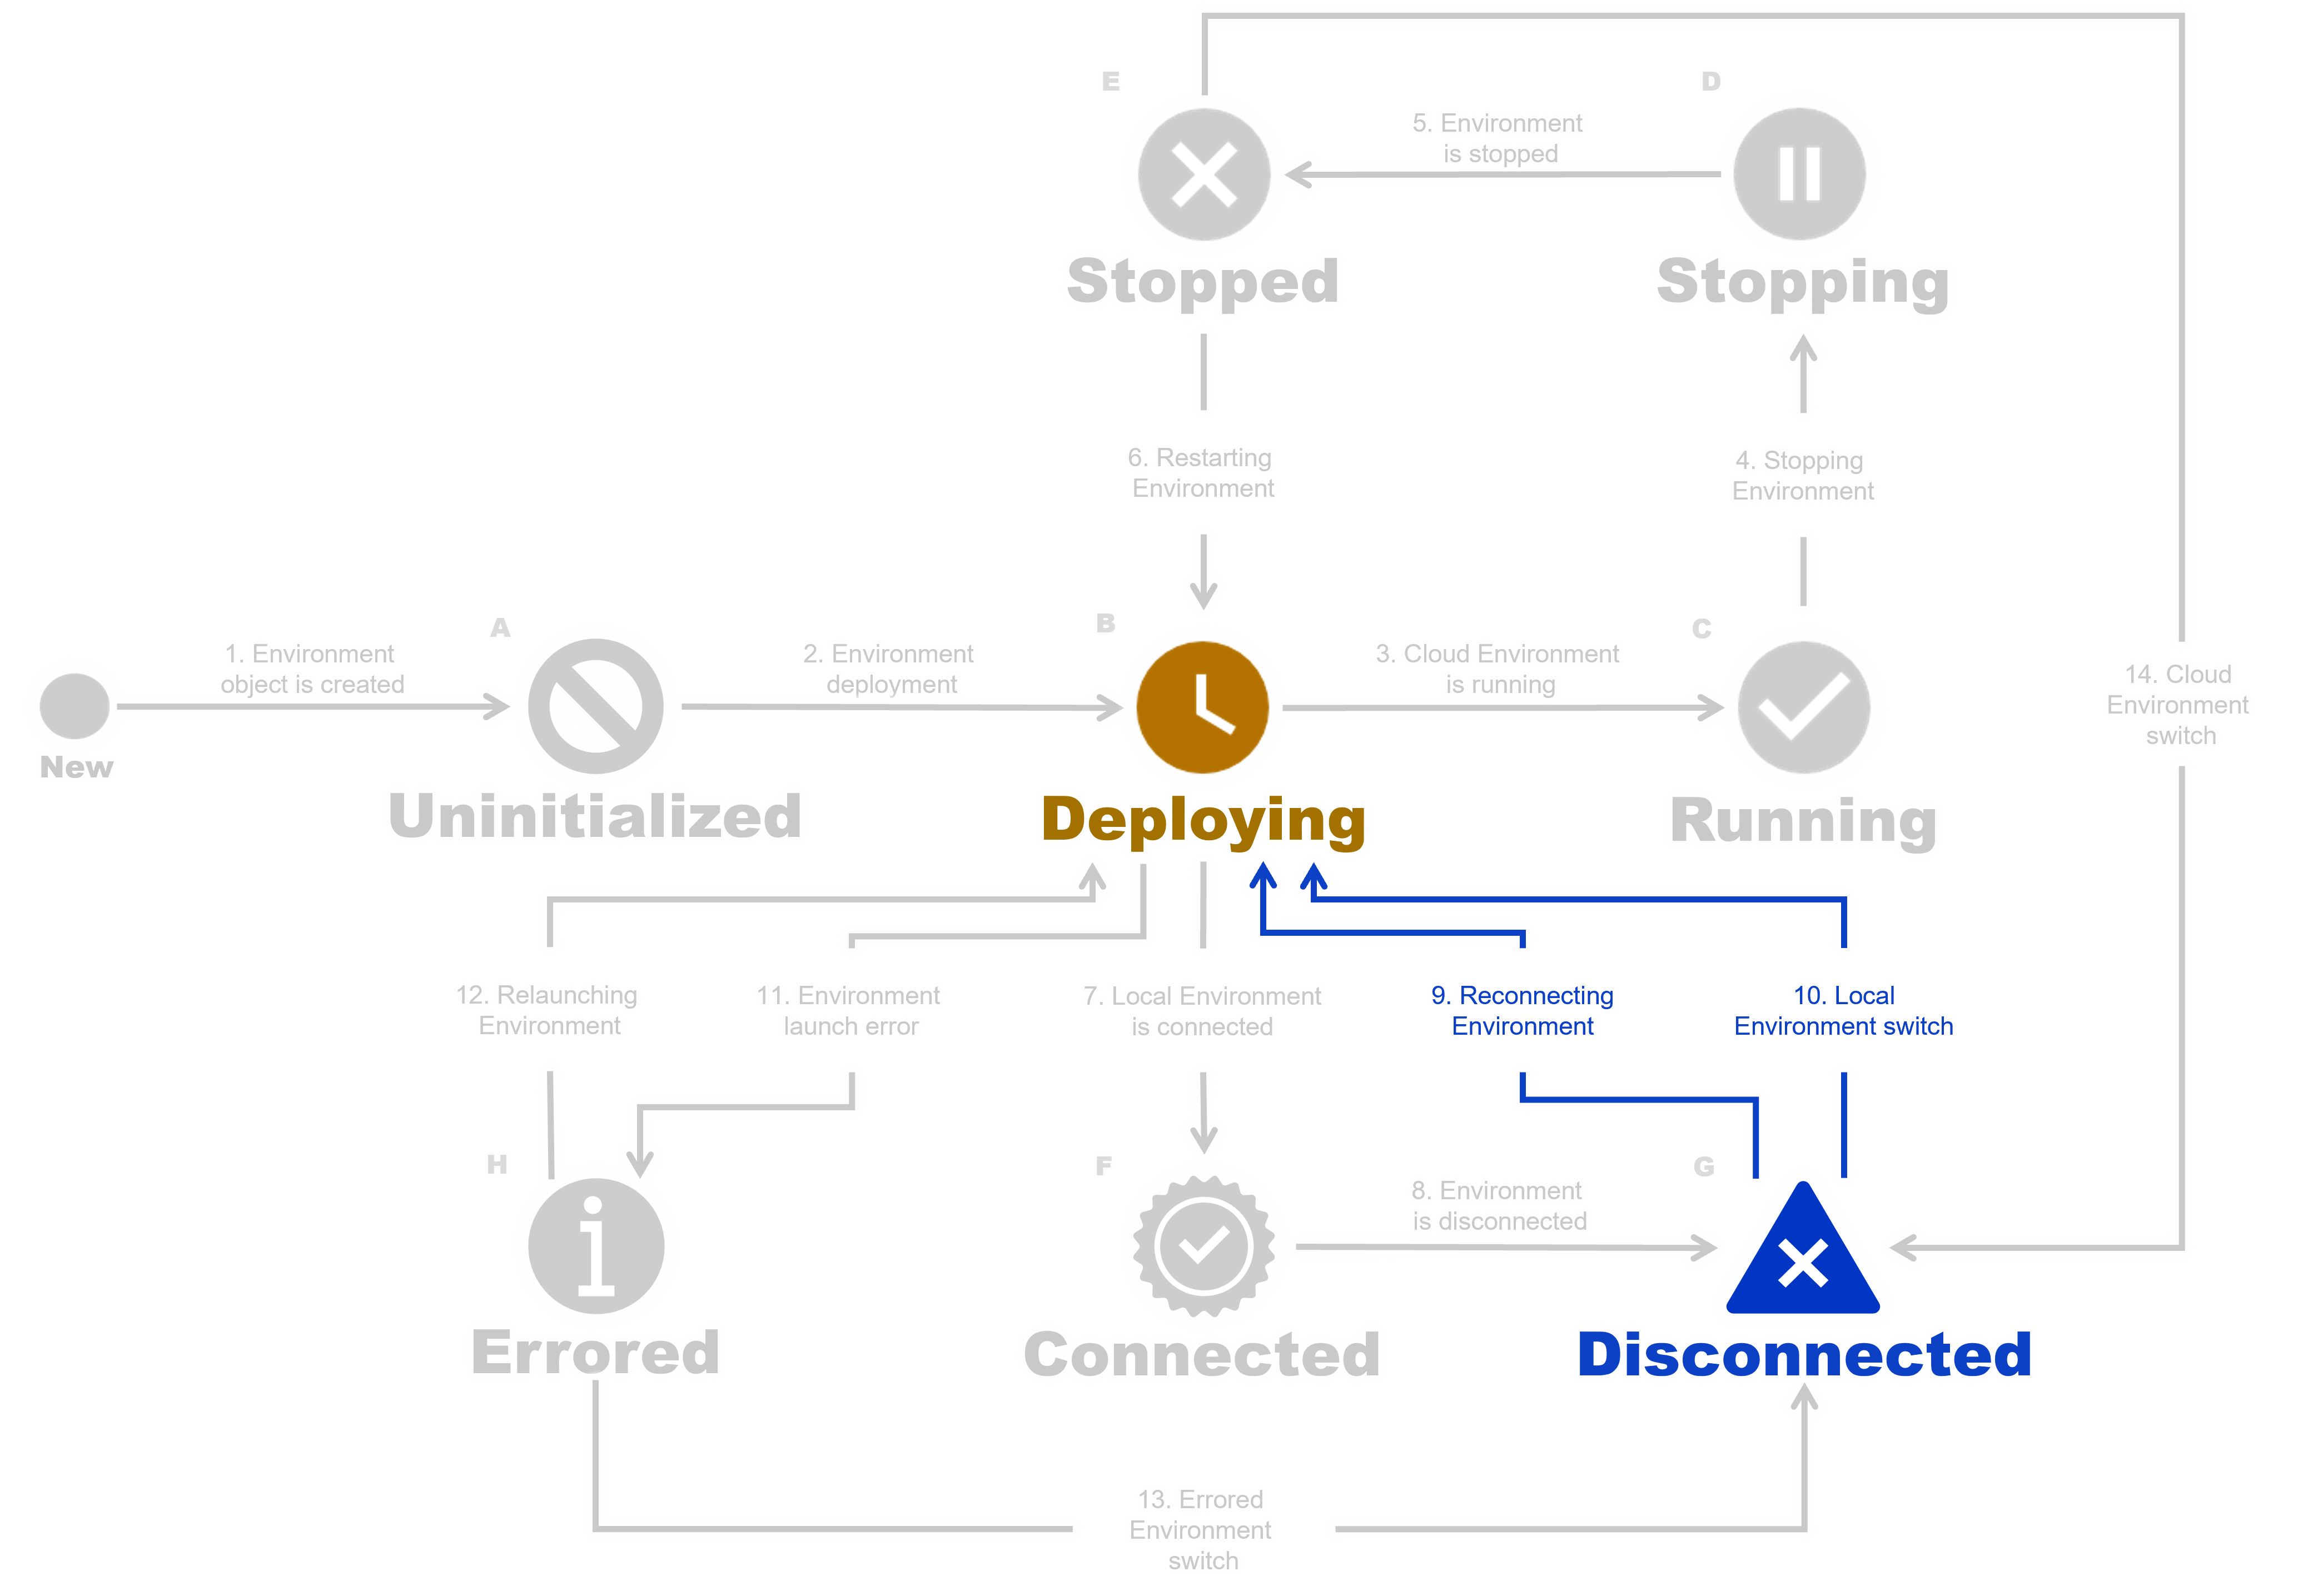 E
D
5. Environment
is stopped
Stopped
Stopping
6. Restarting
Environment
4. Stopping
Environment
A
B
C
1. Environment
object is created
2. Environment
deployment
3. Cloud Environment
is running
14. Cloud
Environment
switch
New
Uninitialized
Deploying
Running
12. Relaunching
Environment
11. Environment
launch error
7. Local Environment
is connected
9. Reconnecting
Environment
10. Local
Environment switch
H
F
G
8. Environment
is disconnected
Errored
Connected
Disconnected
13. Errored
Environment
switch